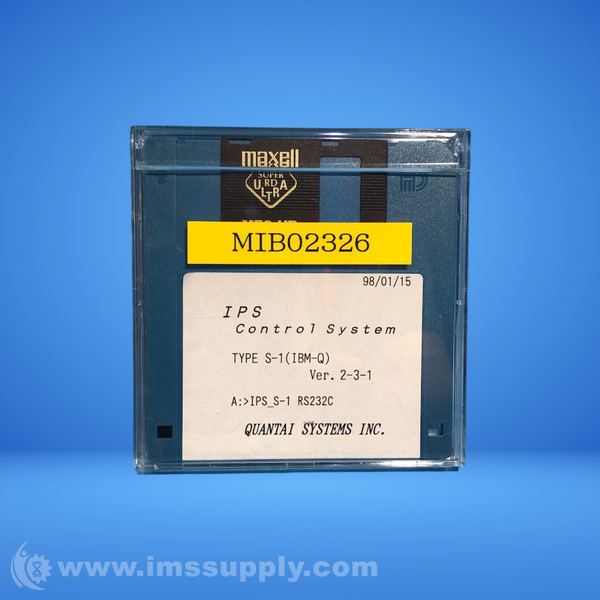 maxell
SUPER
RD
ULTRA
MIB02326
98/01/15
IPS
Control System
TYPE S-1(IBM-Q)
Ver. 2-3-1
A:>IPS_S-1 RS232C
QUANTAI SYSTEMS INC.
HD
www.imssupply.com